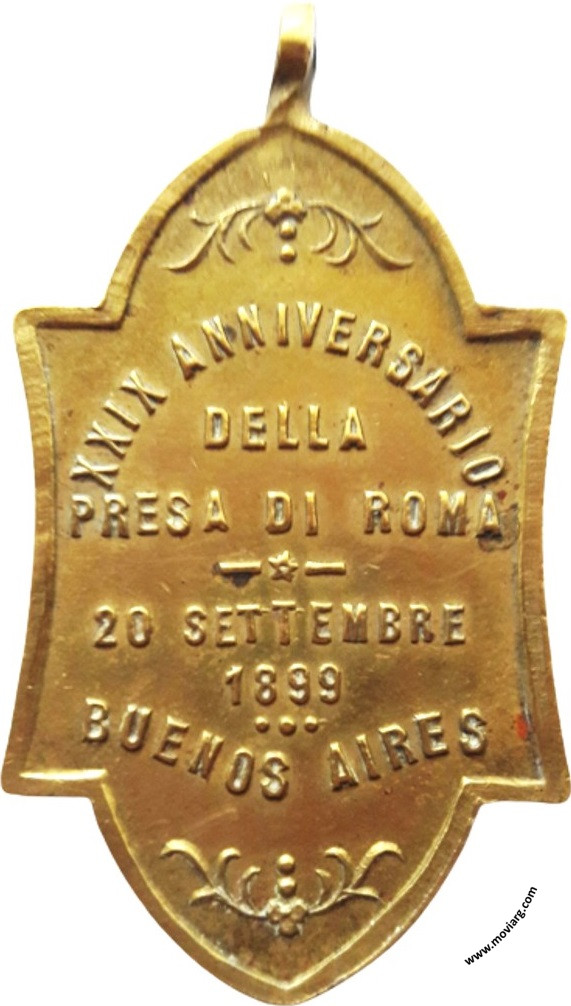 XXIX ANNIVERSARIO
DELLA
PRESA DI ROMA
20 SETTEMBRE
1899
BUENOS AIRES
www.moviarg.com